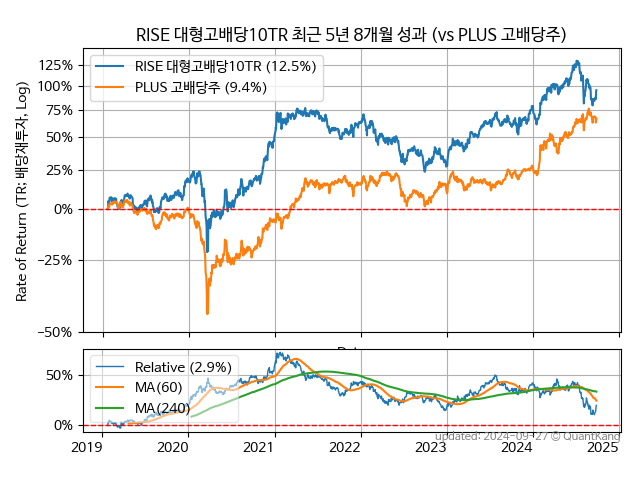 RISE 대형고배당10TR 최근 5년 8개월 성과 (vs PLUS 고배당주)
Rate of Return (TR: 배당재투자, Log)
125%
100%
75%
50%
25%
0%
−25%
−50%
RISE 대형고배당10TR (12.5%)
PLUS 고배당주 (9.4%)
50%
0%
Relative (2.9%)
MA(60)
MA(240)
2019 2020 2021 2022 2023 2024 2025
updated: 2024-09-27 © QuantKang